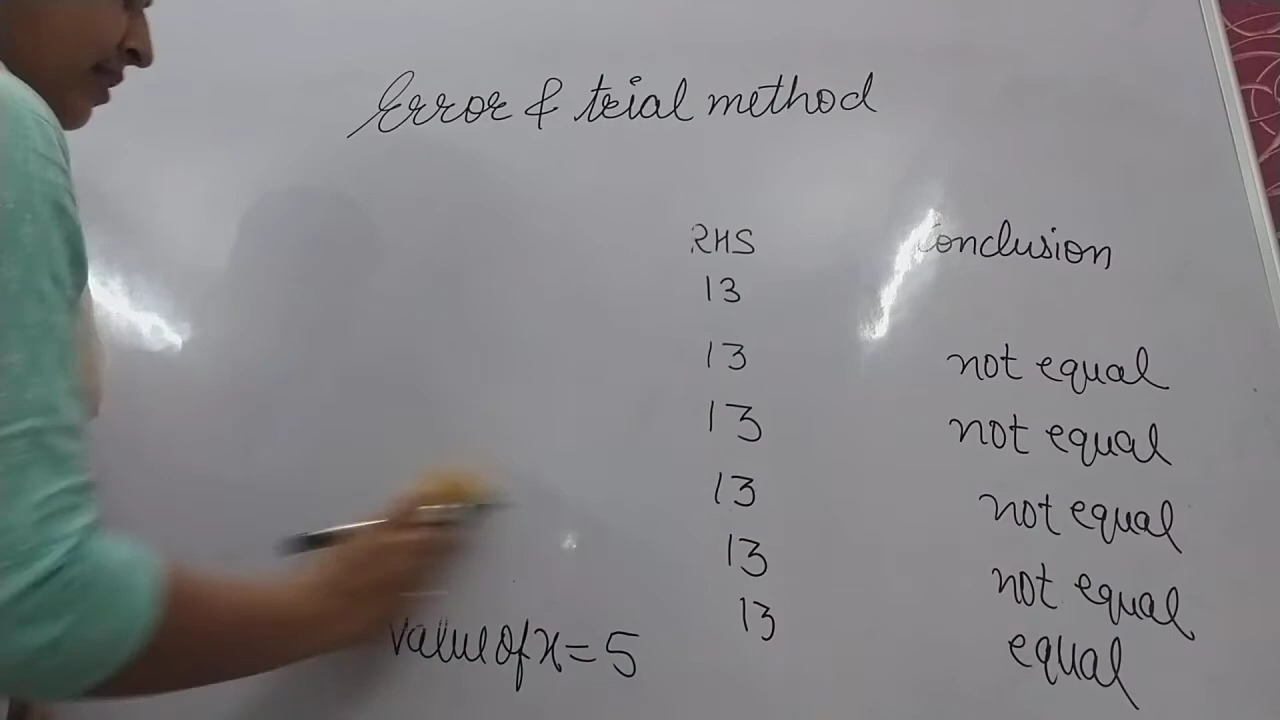 Error & trial method
RHS Conclusion
13
13 not equal
13 not equal
13 not equal
13 not equal
13 equal
value of x = 5